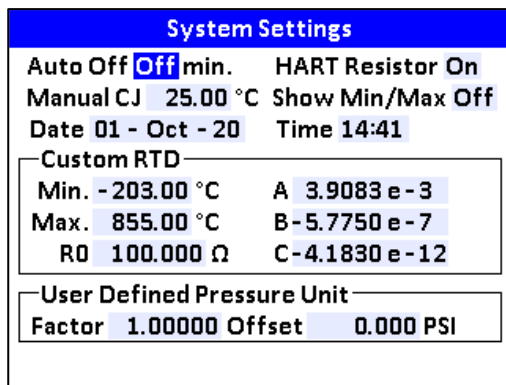 System Settings
Auto Off Off min. HART Resistor On
Manual CJ 25.00 °C Show Min/Max Off
Date 01 - Oct - 20 Time 14:41
Custom RTD
Min. - 203.00 °C A 3.9083 e - 3
Max. 855.00 °C B - 5.7750 e - 7
R0 100.000 Ω C - 4.1830 e - 12
User Defined Pressure Unit
Factor 1.00000 Offset 0.000 PSI